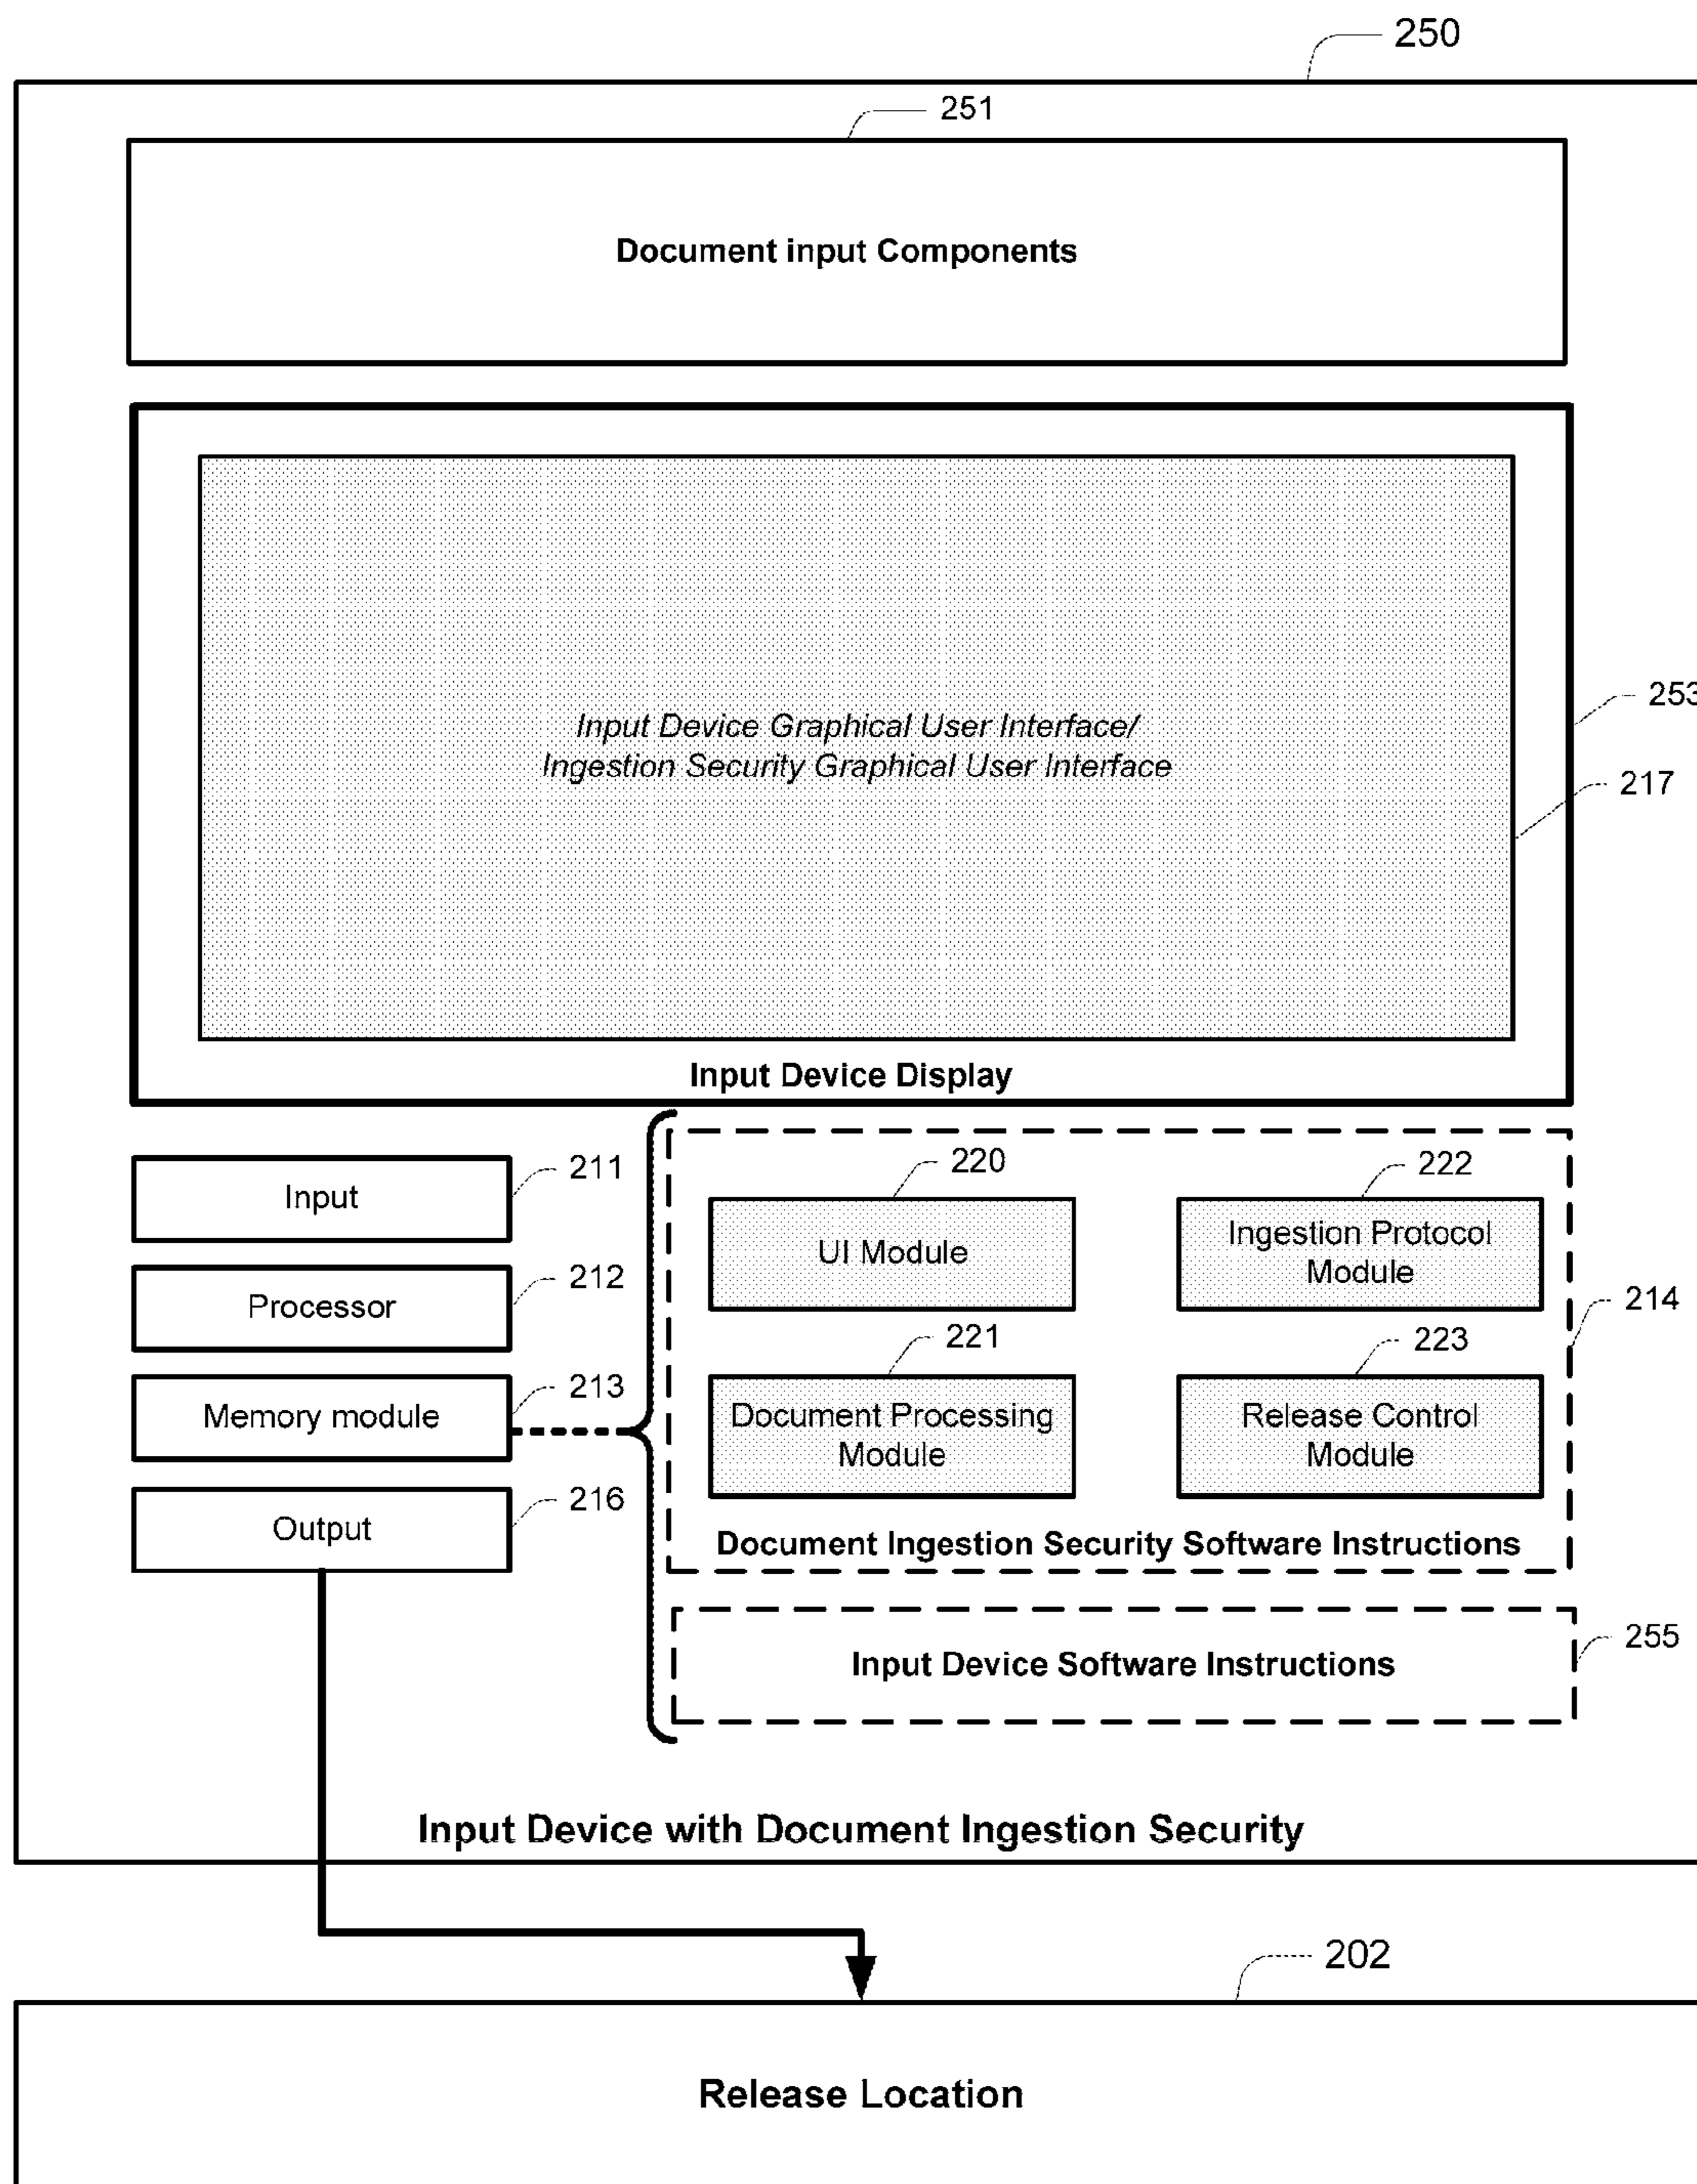 250
251
Document input Components
Input Device Graphical User Interface/
Ingestion Security Graphical User Interface
253
217
Input Device Display
Input
211
Processor
212
Memory module
213
Output
216
220
UI Module
222
Ingestion Protocol
Module
214
221
Document Processing
Module
223
Release Control
Module
Document Ingestion Security Software Instructions
Input Device Software Instructions
255
Input Device with Document Ingestion Security
202
Release Location